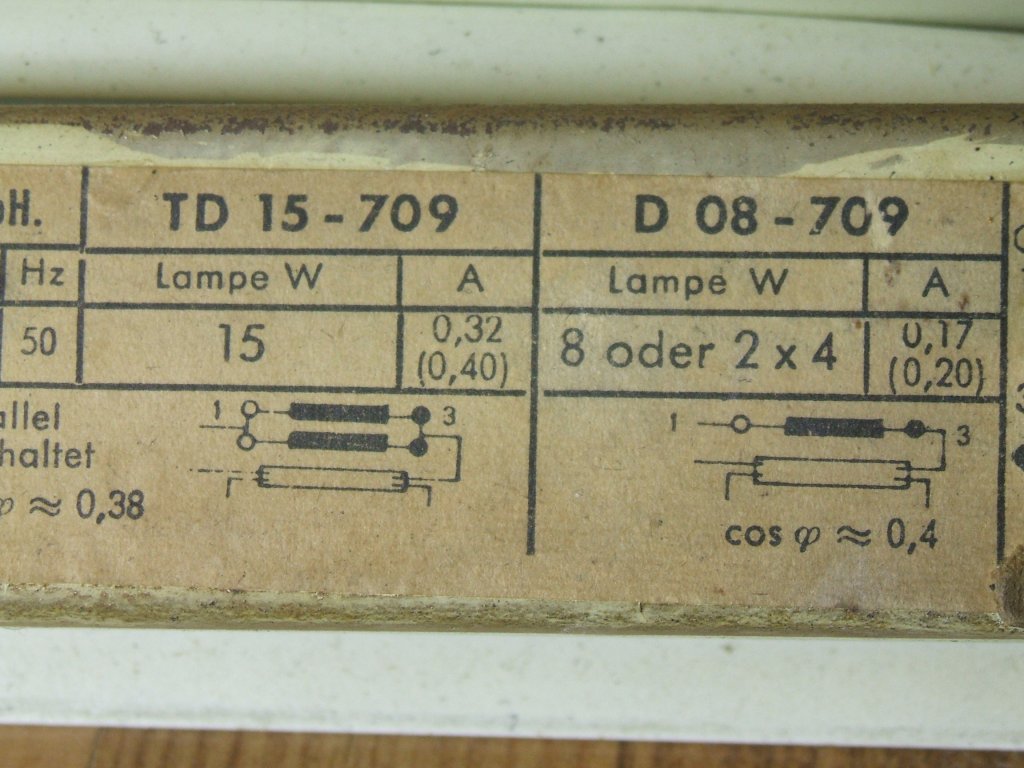 TD 15-709 D 08-709
Hz Lampe W A Lampe W A
50 15 0,32 (0,40) 8 oder 2 x 4 0,17 (0,20)
1 3 1 3
φ ≈ 0,38
cos φ ≈ 0,4